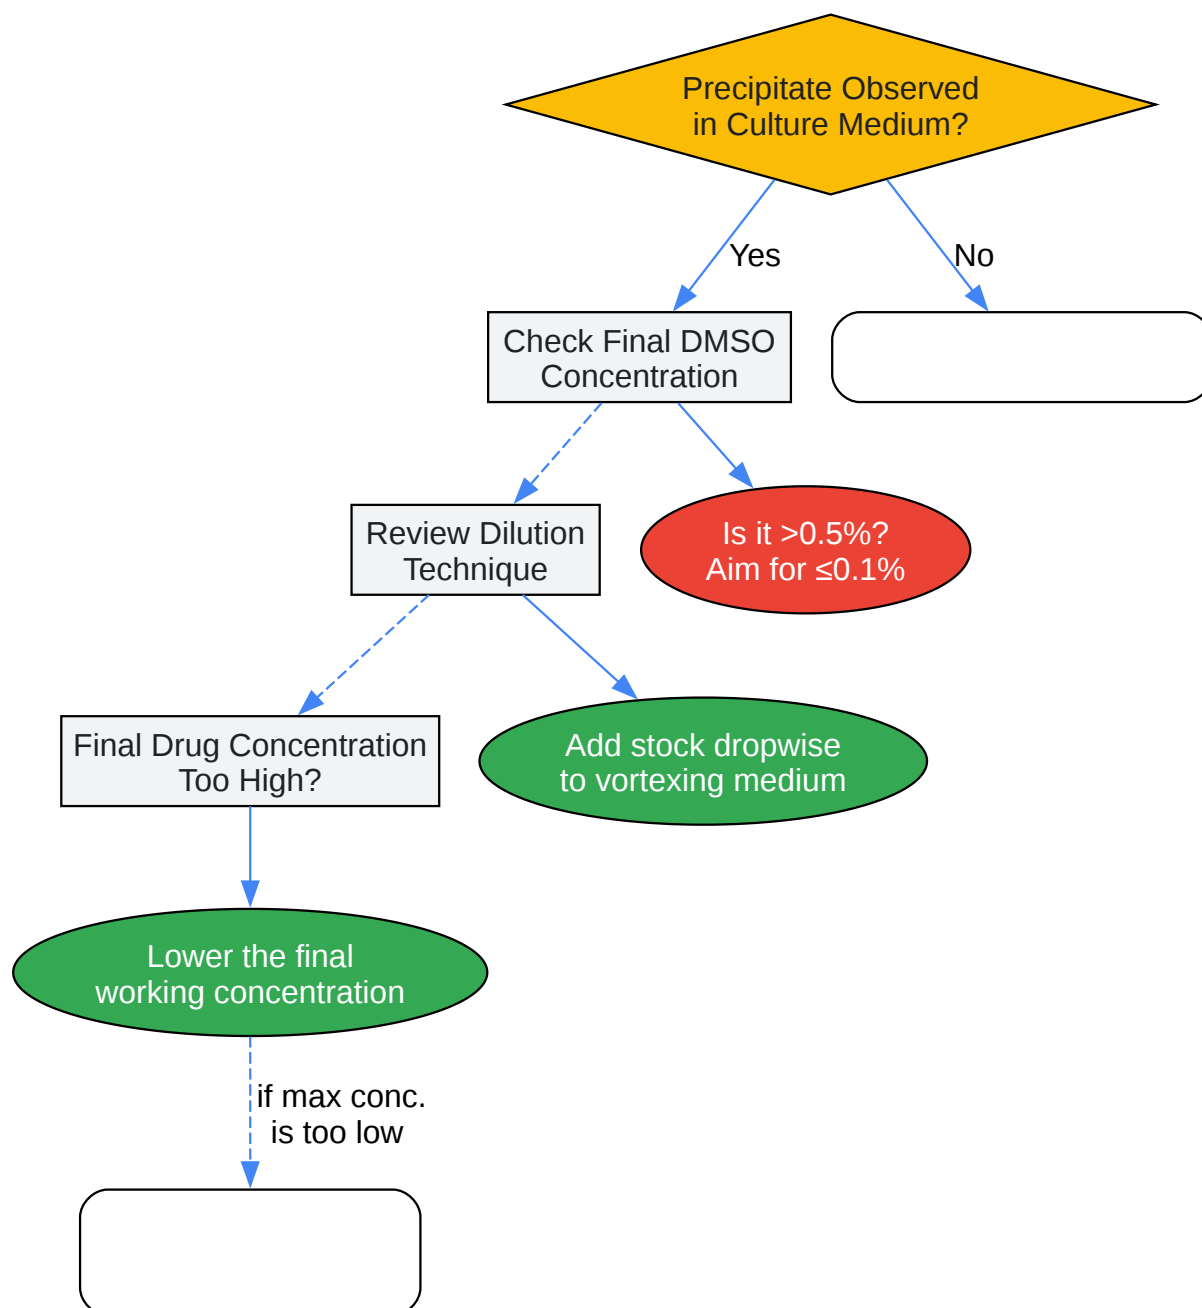 Precipitate Observed
in Culture Medium?
Yes
No
Check Final DMSO
Concentration
Review Dilution
Technique
Is it >0.5%?
Aim for ≤0.1%
Final Drug Concentration
Too High?
Add stock dropwise
to vortexing medium
Lower the final
working concentration
if max conc.
is too low